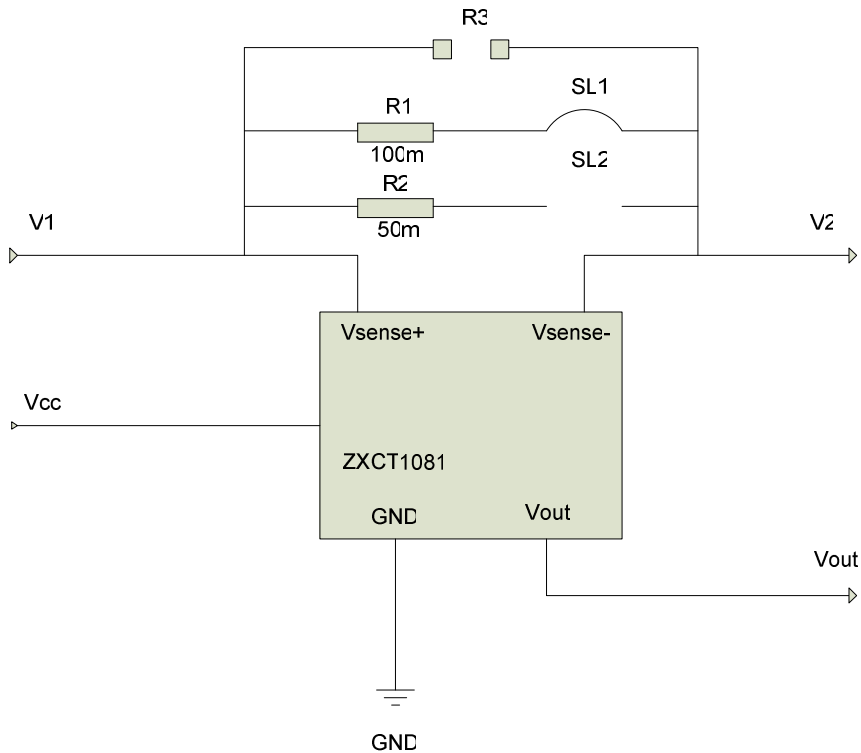 R3
SL1
R1
100m
SL2
R2
50m
V1
V2
Vsense+
Vsense-
Vcc
ZXCT1081
GND
Vout
Vout
GND